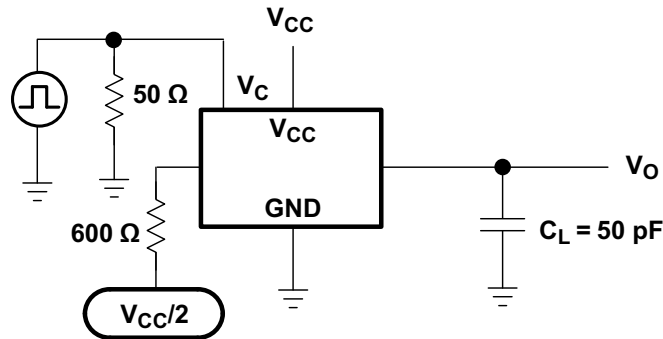 VCC
50 Ω
VC
VCC
VO
GND
600 Ω
CL = 50 pF
VCC/2